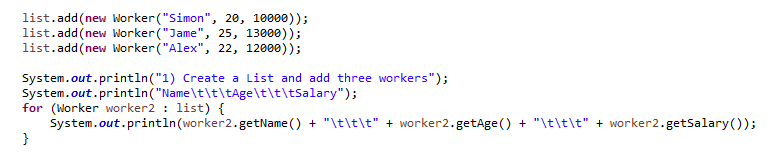 list.add(new Worker("Simon", 20, 10000));
list.add(new Worker("Jame", 25, 13000));
list.add(new Worker("Alex", 22, 12000));
System.out.println("1) Create a List and add three workers");
System.out.println("Name\t\t\tAge\t\t\tSalary");
for (Worker worker2 : list) {
System.out.println(worker2.getName() + "\t\t\t" + worker2.getAge() + "\t\t\t" + worker2.getSalary());
}